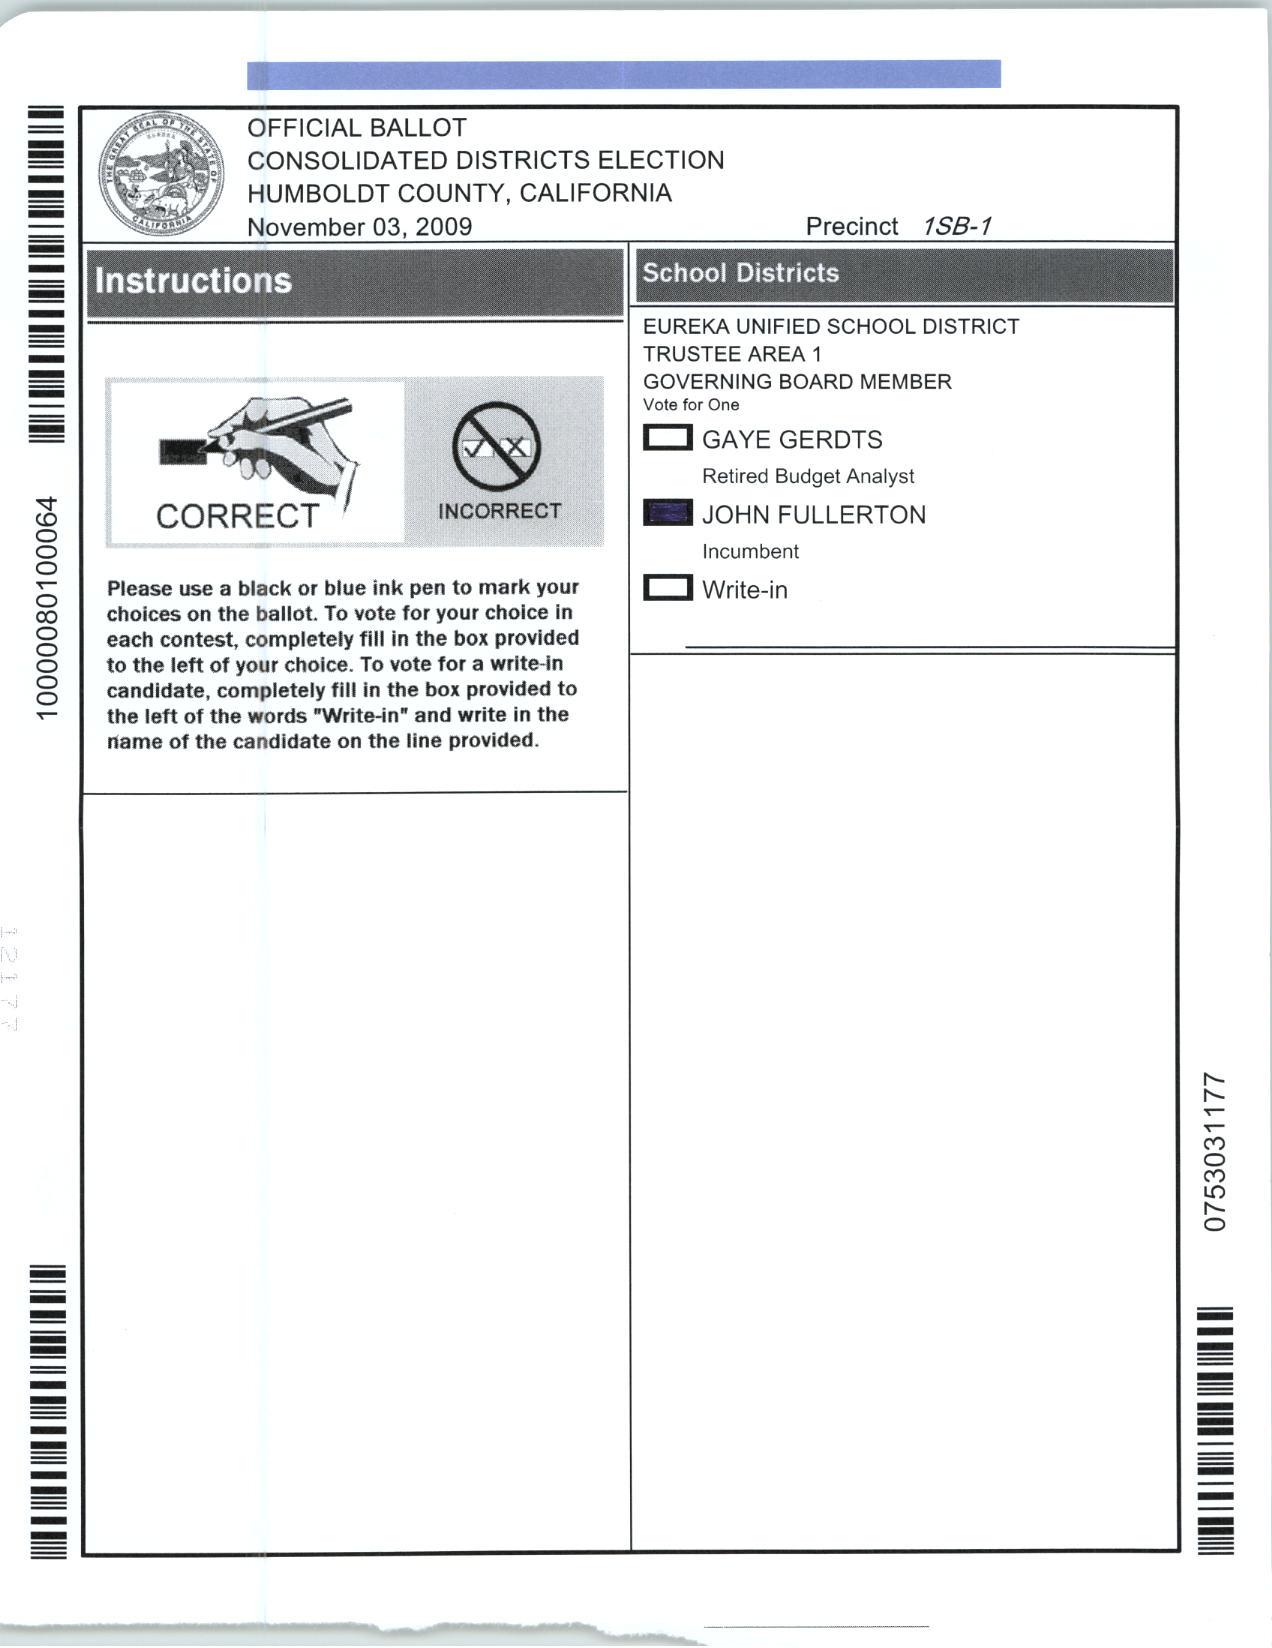 OFFICIAL BALLOT
CONSOLIDATED DISTRICTS ELECTION
HUMBOLDT COUNTY, CALIFORNIA
November 03, 2009
Precinct 1SB-1
THE GREAT SEAL OF THE STATE OF CALIFORNIA
EUREKA
Instructions
CORRECT
INCORRECT
Please use a black or blue ink pen to mark your
choices on the ballot. To vote for your choice in
each contest, completely fill in the box provided
to the left of your choice. To vote for a write-in
candidate, completely fill in the box provided to
the left of the words "Write-in" and write in the
name of the candidate on the line provided.
School Districts
EUREKA UNIFIED SCHOOL DISTRICT
TRUSTEE AREA 1
GOVERNING BOARD MEMBER
Vote for One
GAYE GERDTS
Retired Budget Analyst
JOHN FULLERTON
Incumbent
Write-in
10000080100064
0753031177